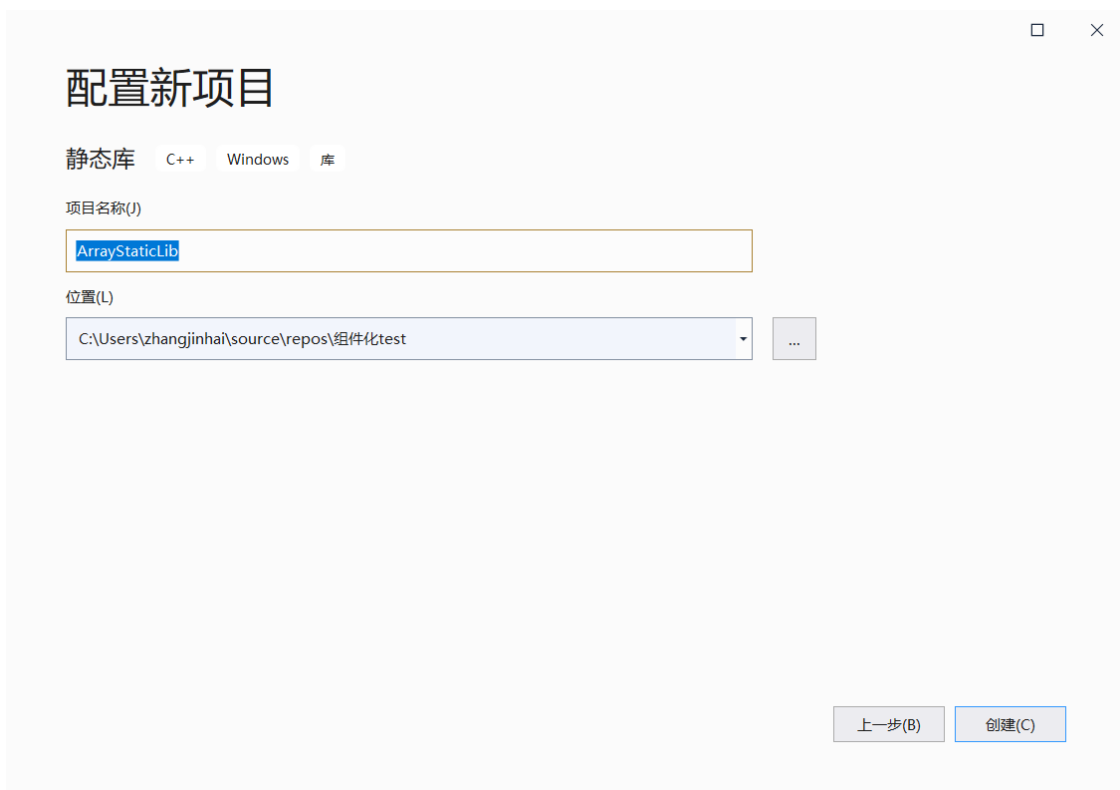 配置新项目
静态库 C++ Windows 库
项目名称(J)
ArrayStaticLib
位置(L)
C:\Users\zhangjinhai\source\repos\组件化test
...
上一步(B) 创建(C)